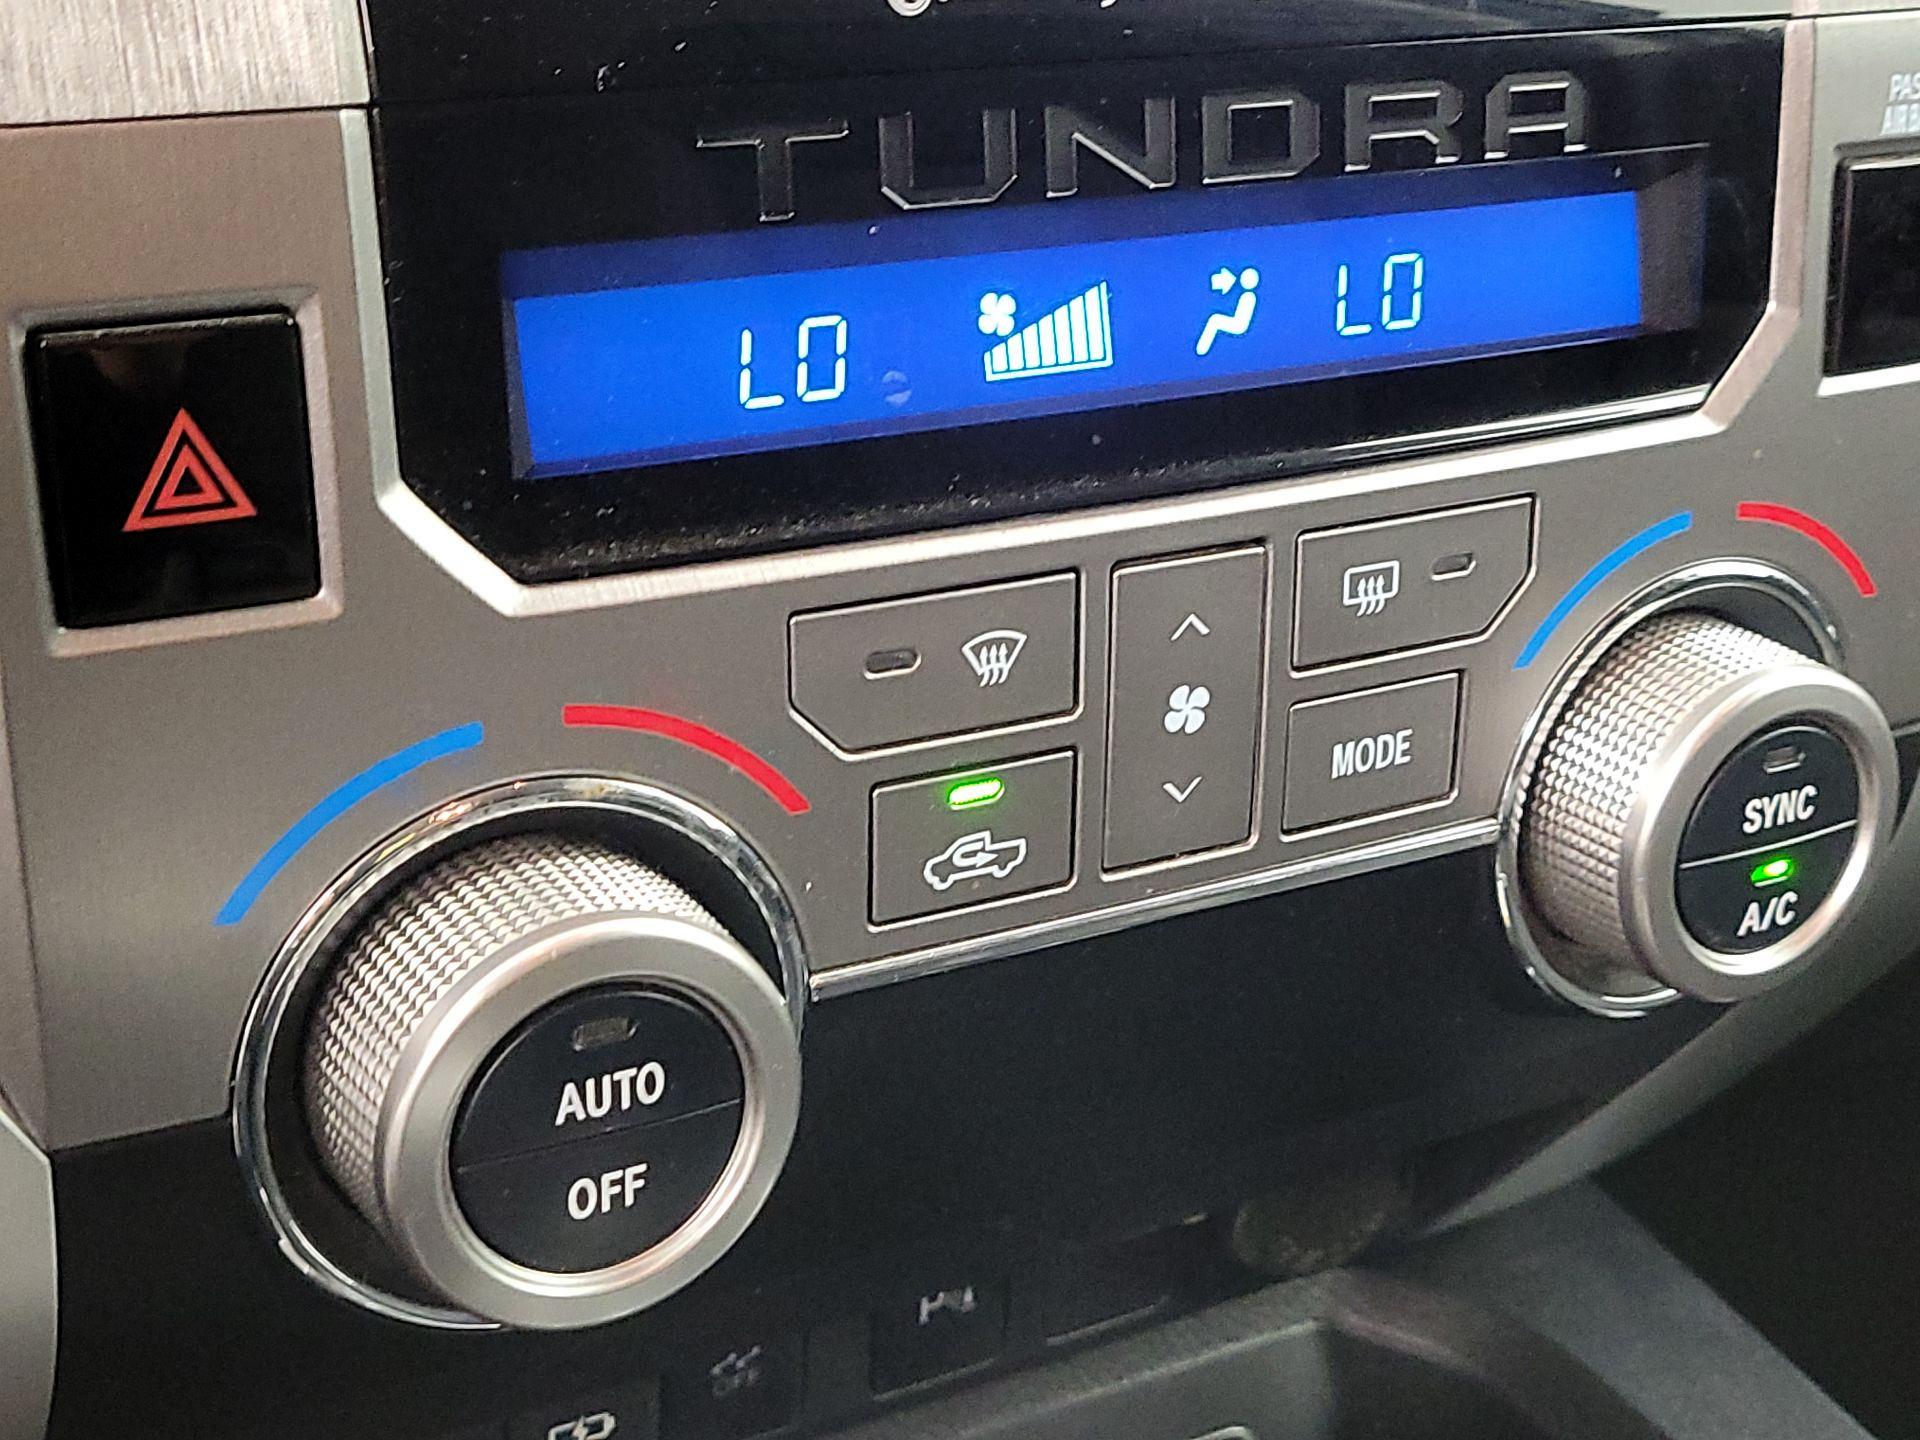 TUNDRA
LO LO
MODE
SYNC
A/C
AUTO
OFF